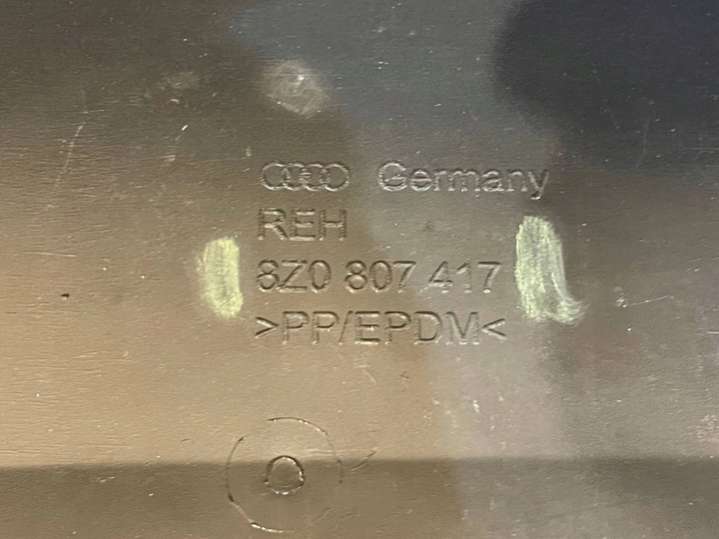 Germany
REH
8Z0 807 417
>PP/EPDM<